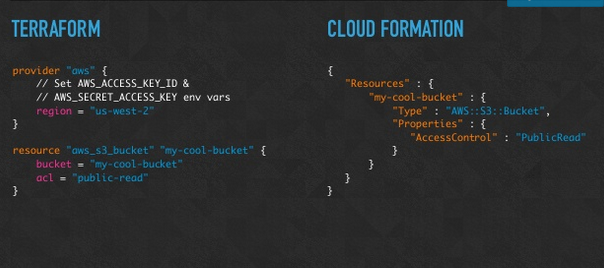 TERRAFORM
provider "aws" {
// Set AWS_ACCESS_KEY_ID &
// AWS_SECRET_ACCESS_KEY env vars
region = "us-west-2"
}
resource "aws_s3_bucket" "my-cool-bucket" {
bucket = "my-cool-bucket"
acl = "public-read"
}
CLOUD FORMATION
{
"Resources" : {
"my-cool-bucket" : {
"Type" : "AWS::S3::Bucket",
"Properties" : {
"AccessControl" : "PublicRead"
}
}
}
}